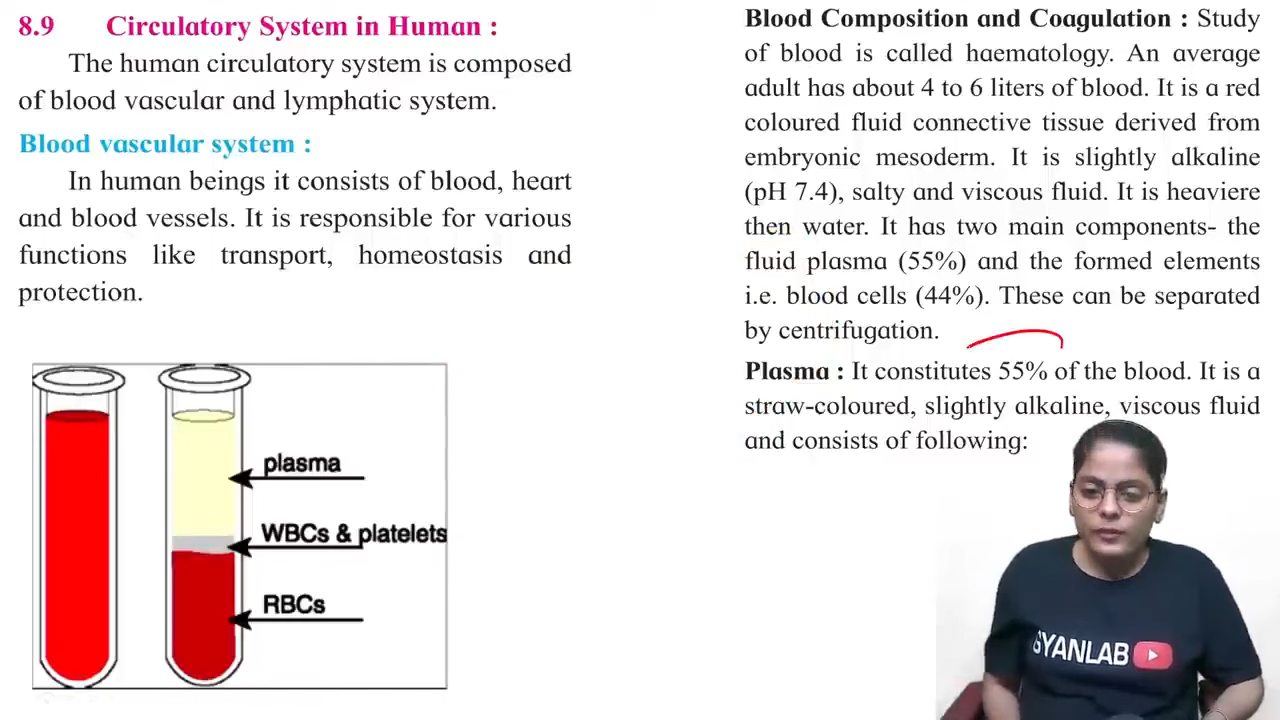 8.9 Circulatory System in Human :
The human circulatory system is composed
of blood vascular and lymphatic system.
Blood vascular system :
In human beings it consists of blood, heart
and blood vessels. It is responsible for various
functions like transport, homeostasis and
protection.
plasma
WBCs & platelets
RBCs
Blood Composition and Coagulation : Study
of blood is called haematology. An average
adult has about 4 to 6 liters of blood. It is a red
coloured fluid connective tissue derived from
embryonic mesoderm. It is slightly alkaline
(pH 7.4), salty and viscous fluid. It is heaviere
then water. It has two main components- the
fluid plasma (55%) and the formed elements
i.e. blood cells (44%). These can be separated
by centrifugation.
Plasma : It constitutes 55% of the blood. It is a
straw-coloured, slightly alkaline, viscous fluid
and consists of following:
GYANLAB